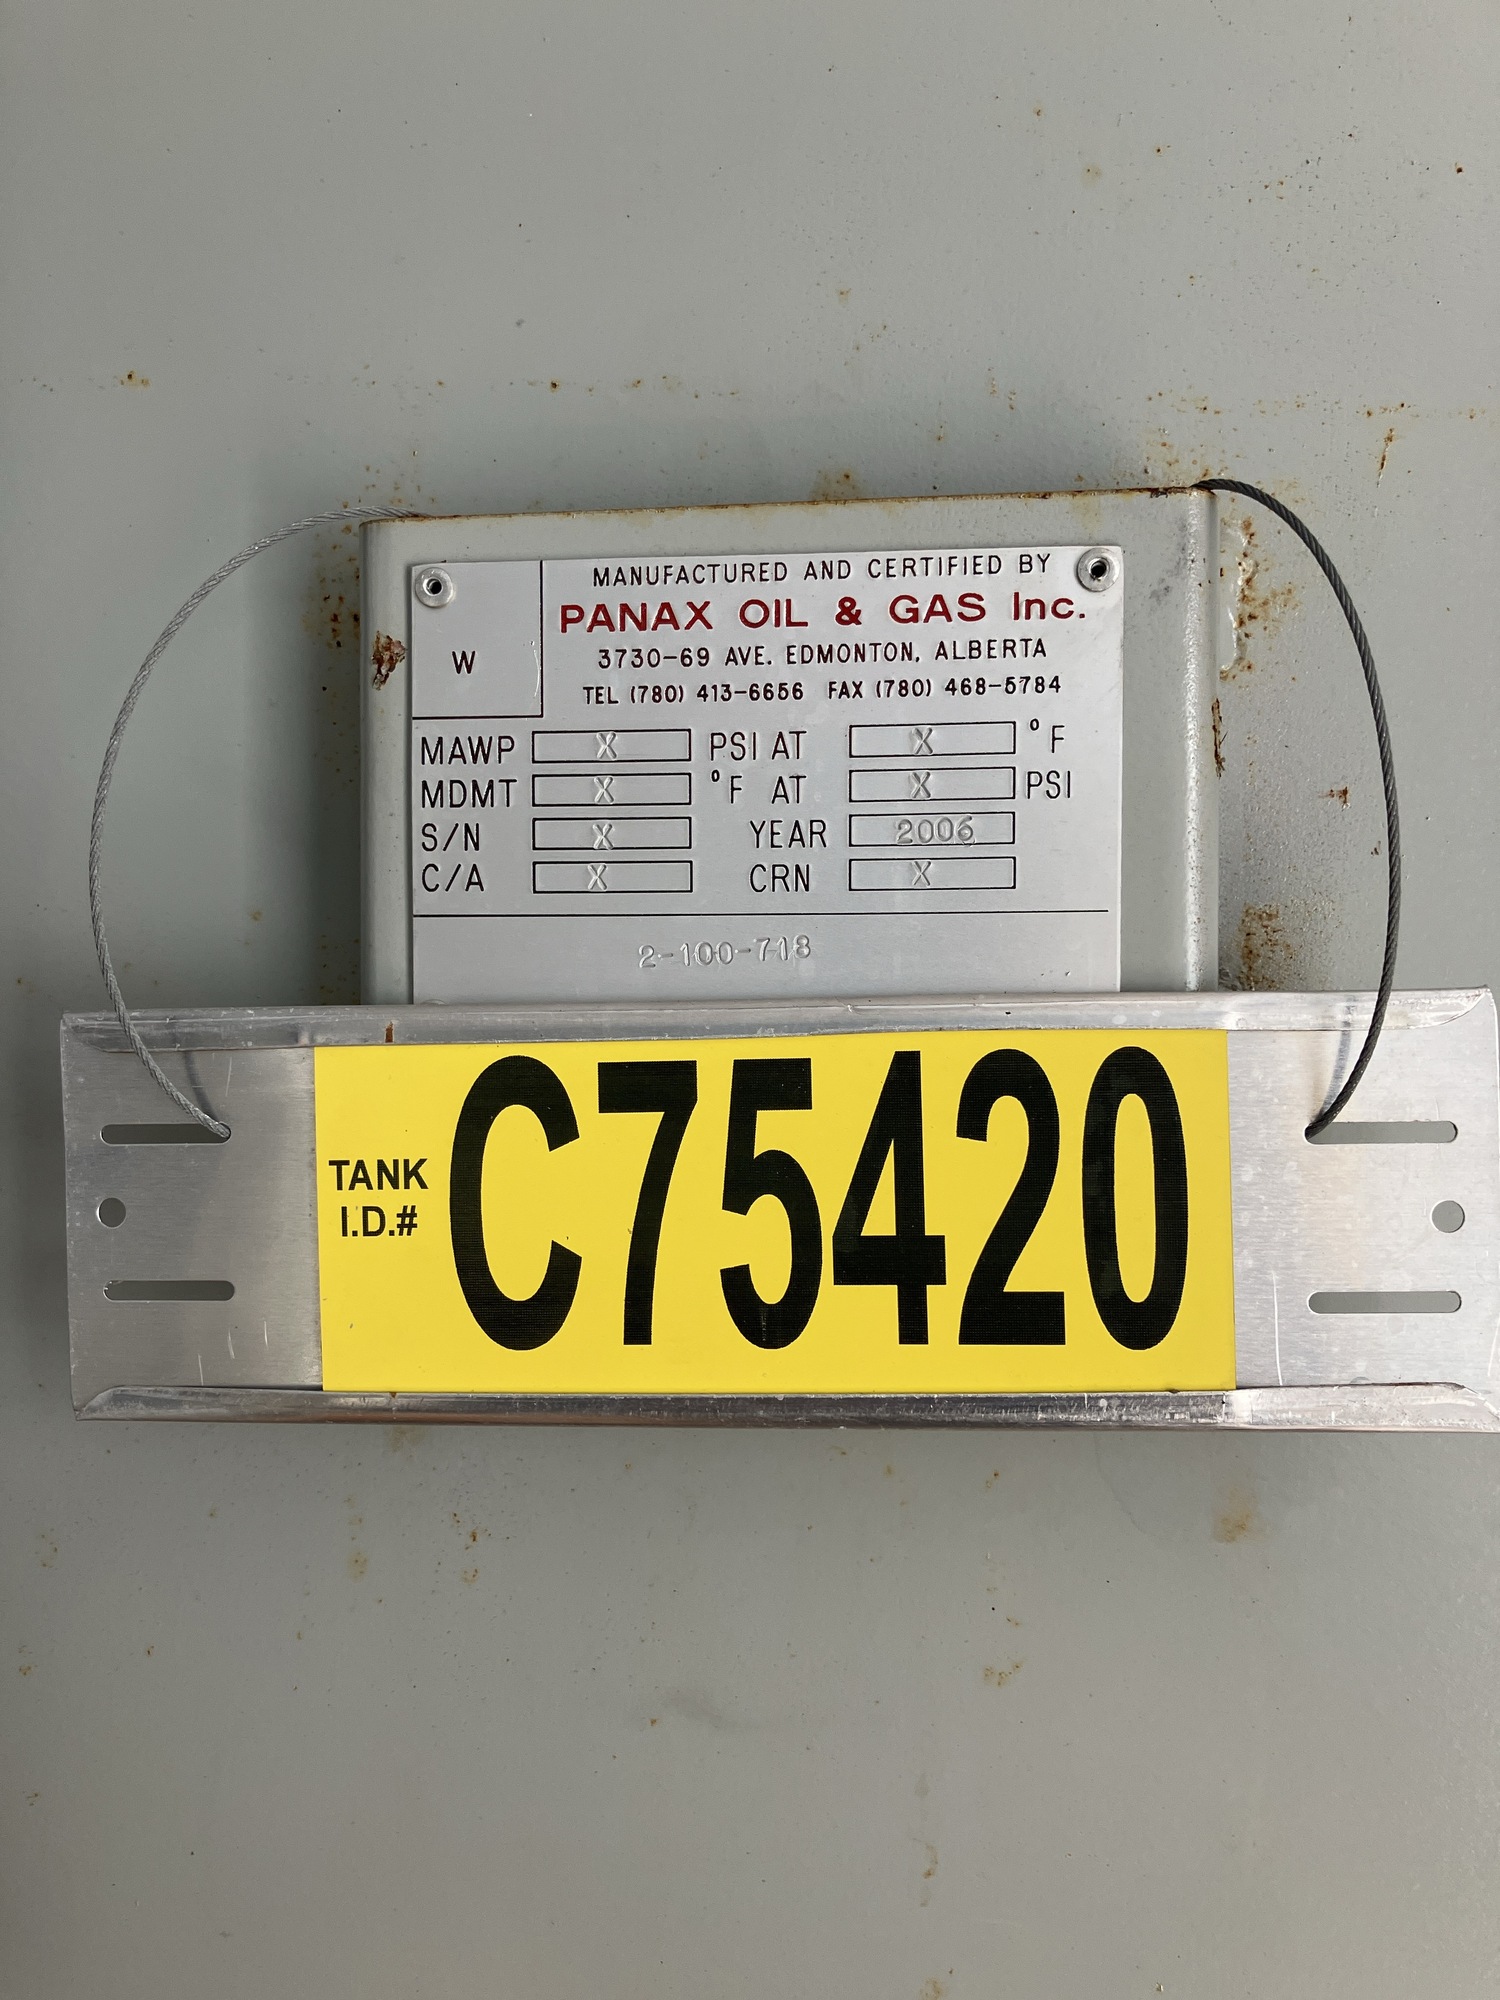 MANUFACTURED AND CERTIFIED BY
PANAX OIL & GAS Inc.
3730-69 AVE. EDMONTON, ALBERTA
TEL (780) 413-6656 FAX (780) 468-5784
W
MAWP X PSI AT X °F
MDMT X °F AT X PSI
S/N X YEAR 2006
C/A X CRN X
2-100-718
TANK
I.D.#
C75420